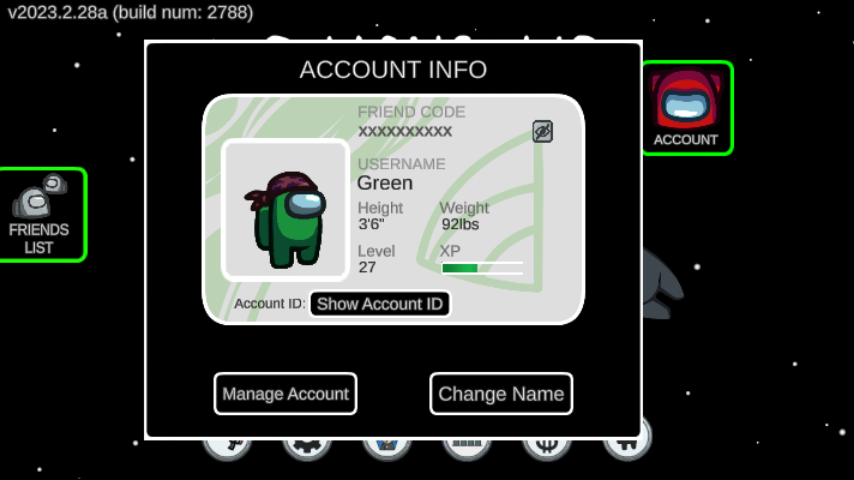 v2023.2.28a (build num: 2788)
ACCOUNT INFO
FRIEND CODE
xxxxxxxxxx
USERNAME
Green
Height Weight
3'6" 92lbs
Level XP
27
Account ID: Show Account ID
Manage Account Change Name
ACCOUNT
FRIENDS
LIST